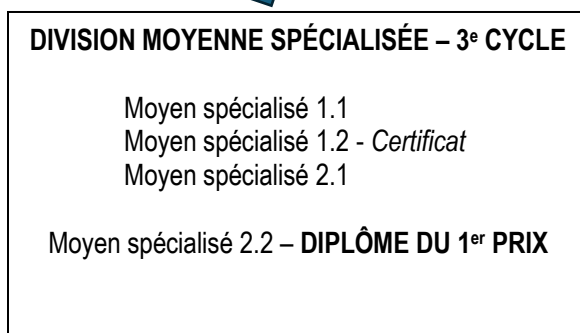 DIVISION MOYENNE SPÉCIALISÉE – 3e CYCLE
Moyen spécialisé 1.1
Moyen spécialisé 1.2 - Certificat
Moyen spécialisé 2.1
Moyen spécialisé 2.2 – DIPLÔME DU 1er PRIX